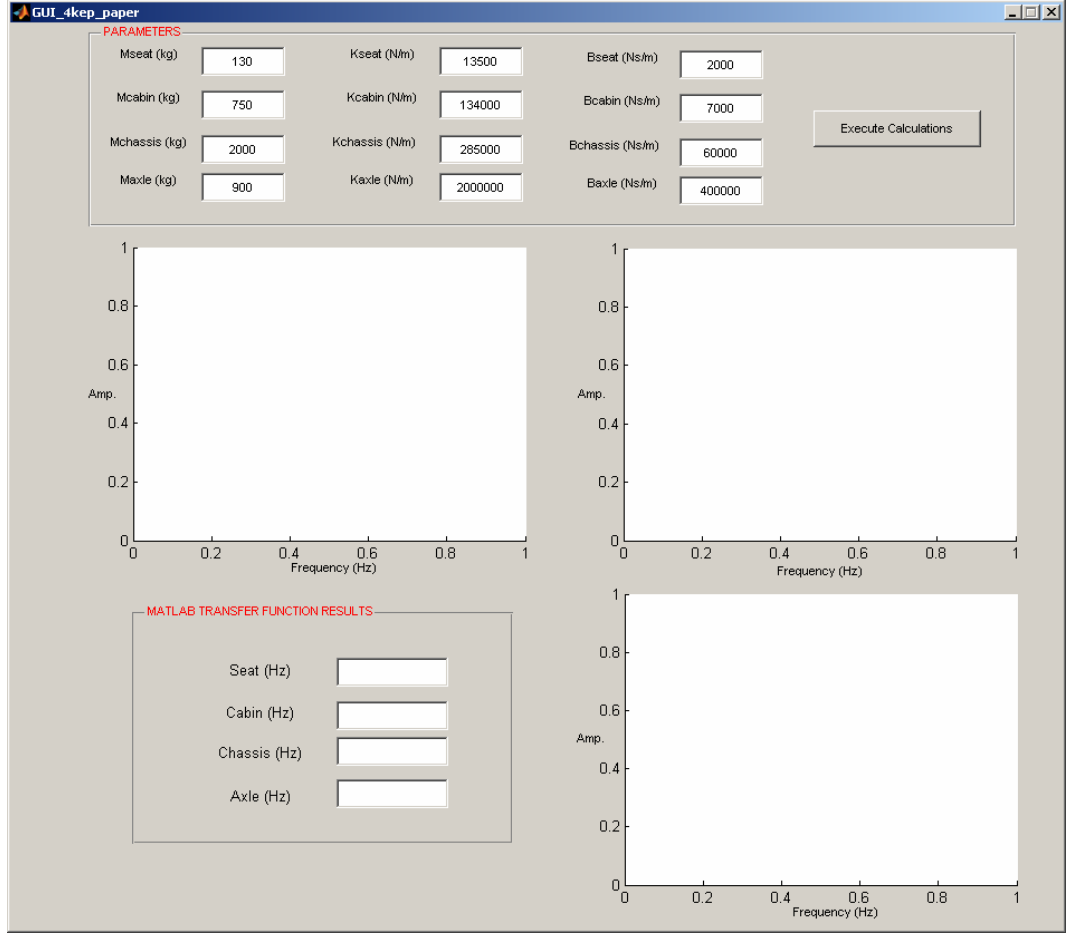 GUI_4kep_paper
PARAMETERS
Mseat (kg) 130 Kseat (N/m) 13500 Bseat (Ns/m) 2000
Mcabin (kg) 750 Kcabin (N/m) 134000 Bcabin (Ns/m) 7000
Execute Calculations
Mchassis (kg) 2000 Kchassis (N/m) 285000 Bchassis (Ns/m) 60000
Maxle (kg) 900 Kaxle (N/m) 2000000 Baxle (Ns/m) 400000
1
0.8
0.6
Amp.
0.4
0.2
0
0 0.2 0.4 0.6 0.8 1
Frequency (Hz)
1
0.8
0.6
Amp.
0.4
0.2
0
0 0.2 0.4 0.6 0.8 1
Frequency (Hz)
MATLAB TRANSFER FUNCTION RESULTS
Seat (Hz)
Cabin (Hz)
Chassis (Hz)
Axle (Hz)
1
0.8
0.6
Amp.
0.4
0.2
0
0 0.2 0.4 0.6 0.8 1
Frequency (Hz)